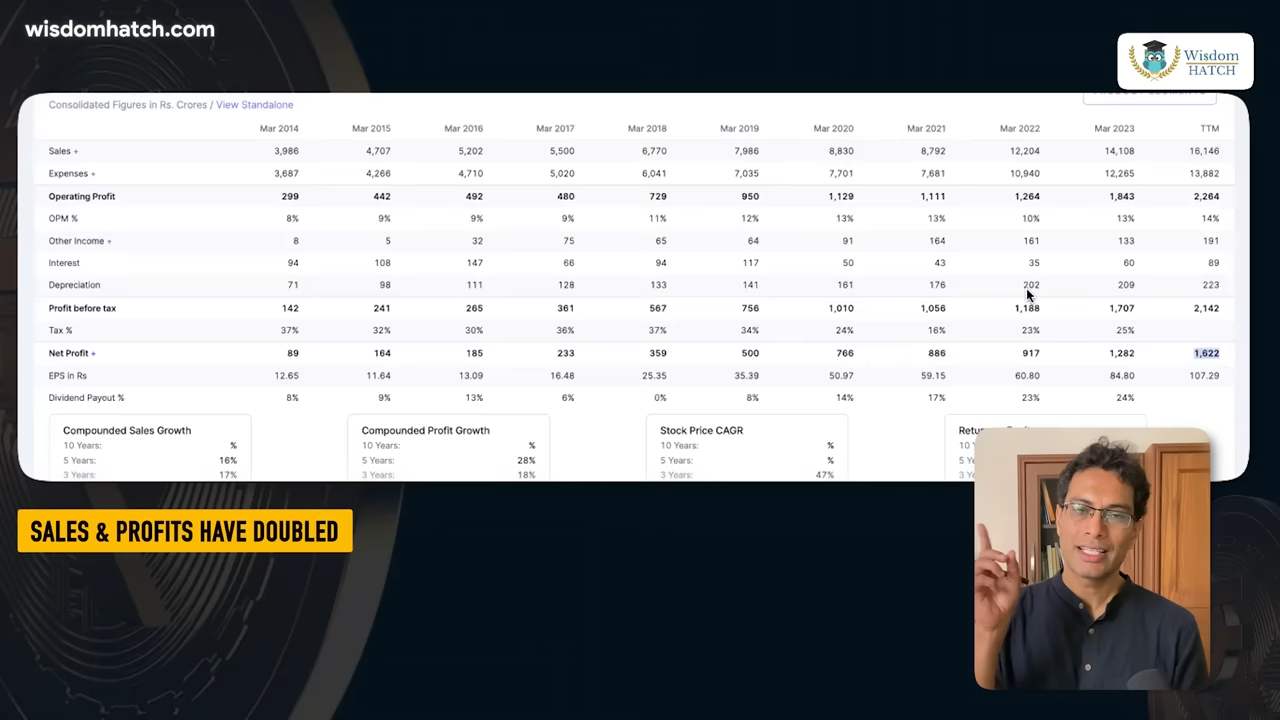 wisdomhatch.com
Wisdom
HATCH
Consolidated Figures in Rs. Crores / View Standalone
Mar 2014 Mar 2015 Mar 2016 Mar 2017 Mar 2018 Mar 2019 Mar 2020 Mar 2021 Mar 2022 Mar 2023 TTM
Sales + 3,986 4,707 5,202 5,500 6,770 7,986 8,830 8,792 12,204 14,108 16,146
Expenses + 3,687 4,266 4,710 5,020 6,041 7,035 7,701 7,681 10,940 12,265 13,882
Operating Profit 299 442 492 480 729 950 1,129 1,111 1,264 1,843 2,264
OPM % 8% 9% 9% 9% 11% 12% 13% 13% 10% 13% 14%
Other Income + 8 5 32 75 65 64 91 164 161 133 191
Interest 94 108 147 66 94 117 50 43 35 60 89
Depreciation 71 98 111 128 133 141 161 176 202 209 223
Profit before tax 142 241 265 361 567 756 1,010 1,056 1,188 1,707 2,142
Tax % 37% 32% 30% 36% 37% 34% 24% 16% 23% 25%
Net Profit + 89 164 185 233 359 500 766 886 917 1,282 1,622
EPS in Rs 12.65 11.64 13.09 16.48 25.35 35.39 50.97 59.15 60.80 84.80 107.29
Dividend Payout % 8% 9% 13% 6% 0% 8% 14% 17% 23% 24%
Compounded Sales Growth
10 Years: %
5 Years: 16%
3 Years: 17%
Compounded Profit Growth
10 Years: %
5 Years: 28%
3 Years: 18%
Stock Price CAGR
10 Years: %
5 Years: %
3 Years: 47%
SALES & PROFITS HAVE DOUBLED